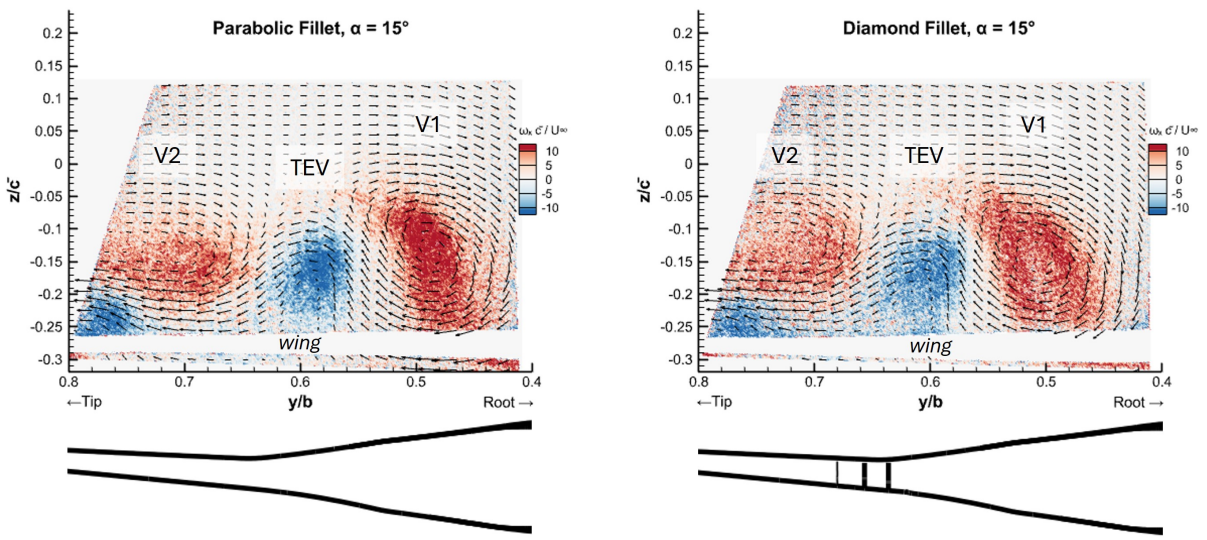 Parabolic Fillet, α = 15°
0.2
0.15
0.1
0.05
0
-0.05
-0.1
-0.15
-0.2
-0.25
-0.3
z/c̄
V2
TEV
V1
ωₓ c̄ / U∞
10
5
0
-5
-10
wing
0.8 0.7 0.6 0.5 0.4
←Tip y/b Root→
Diamond Fillet, α = 15°
0.2
0.15
0.1
0.05
0
-0.05
-0.1
-0.15
-0.2
-0.25
-0.3
z/c̄
V2
TEV
V1
ωₓ c̄ / U∞
10
5
0
-5
-10
wing
0.8 0.7 0.6 0.5 0.4
←Tip y/b Root→